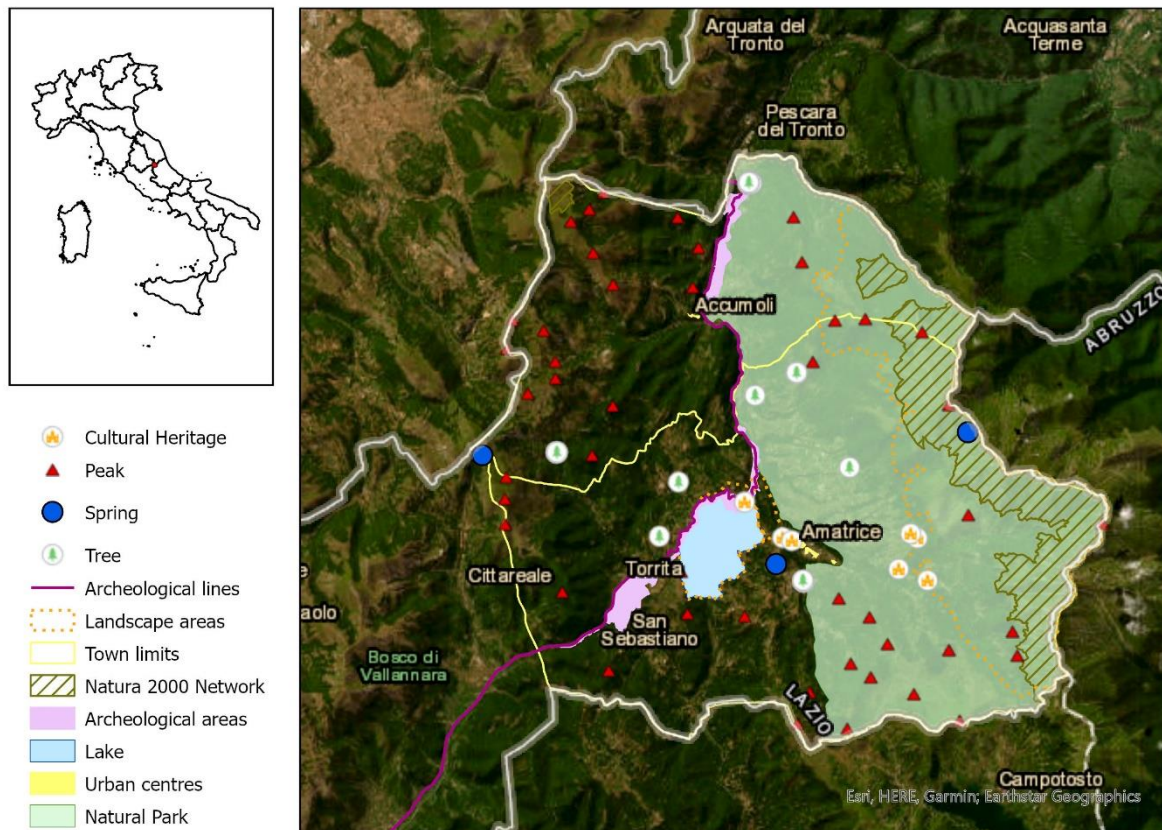 Arquata del
Tronto
Acquasanta
Terme
Pescara
del Tronto
ABRUZZO
Accumoli
Amatrice
Cittareale
Torrita
San
Sebastiano
e
aolo
Bosco di
Vallannara
LAZIO
Campotosto
Esri, HERE, Garmin; Earthstar Geographics
Cultural Heritage
Peak
Spring
Tree
Archeological lines
Landscape areas
Town limits
Natura 2000 Network
Archeological areas
Lake
Urban centres
Natural Park